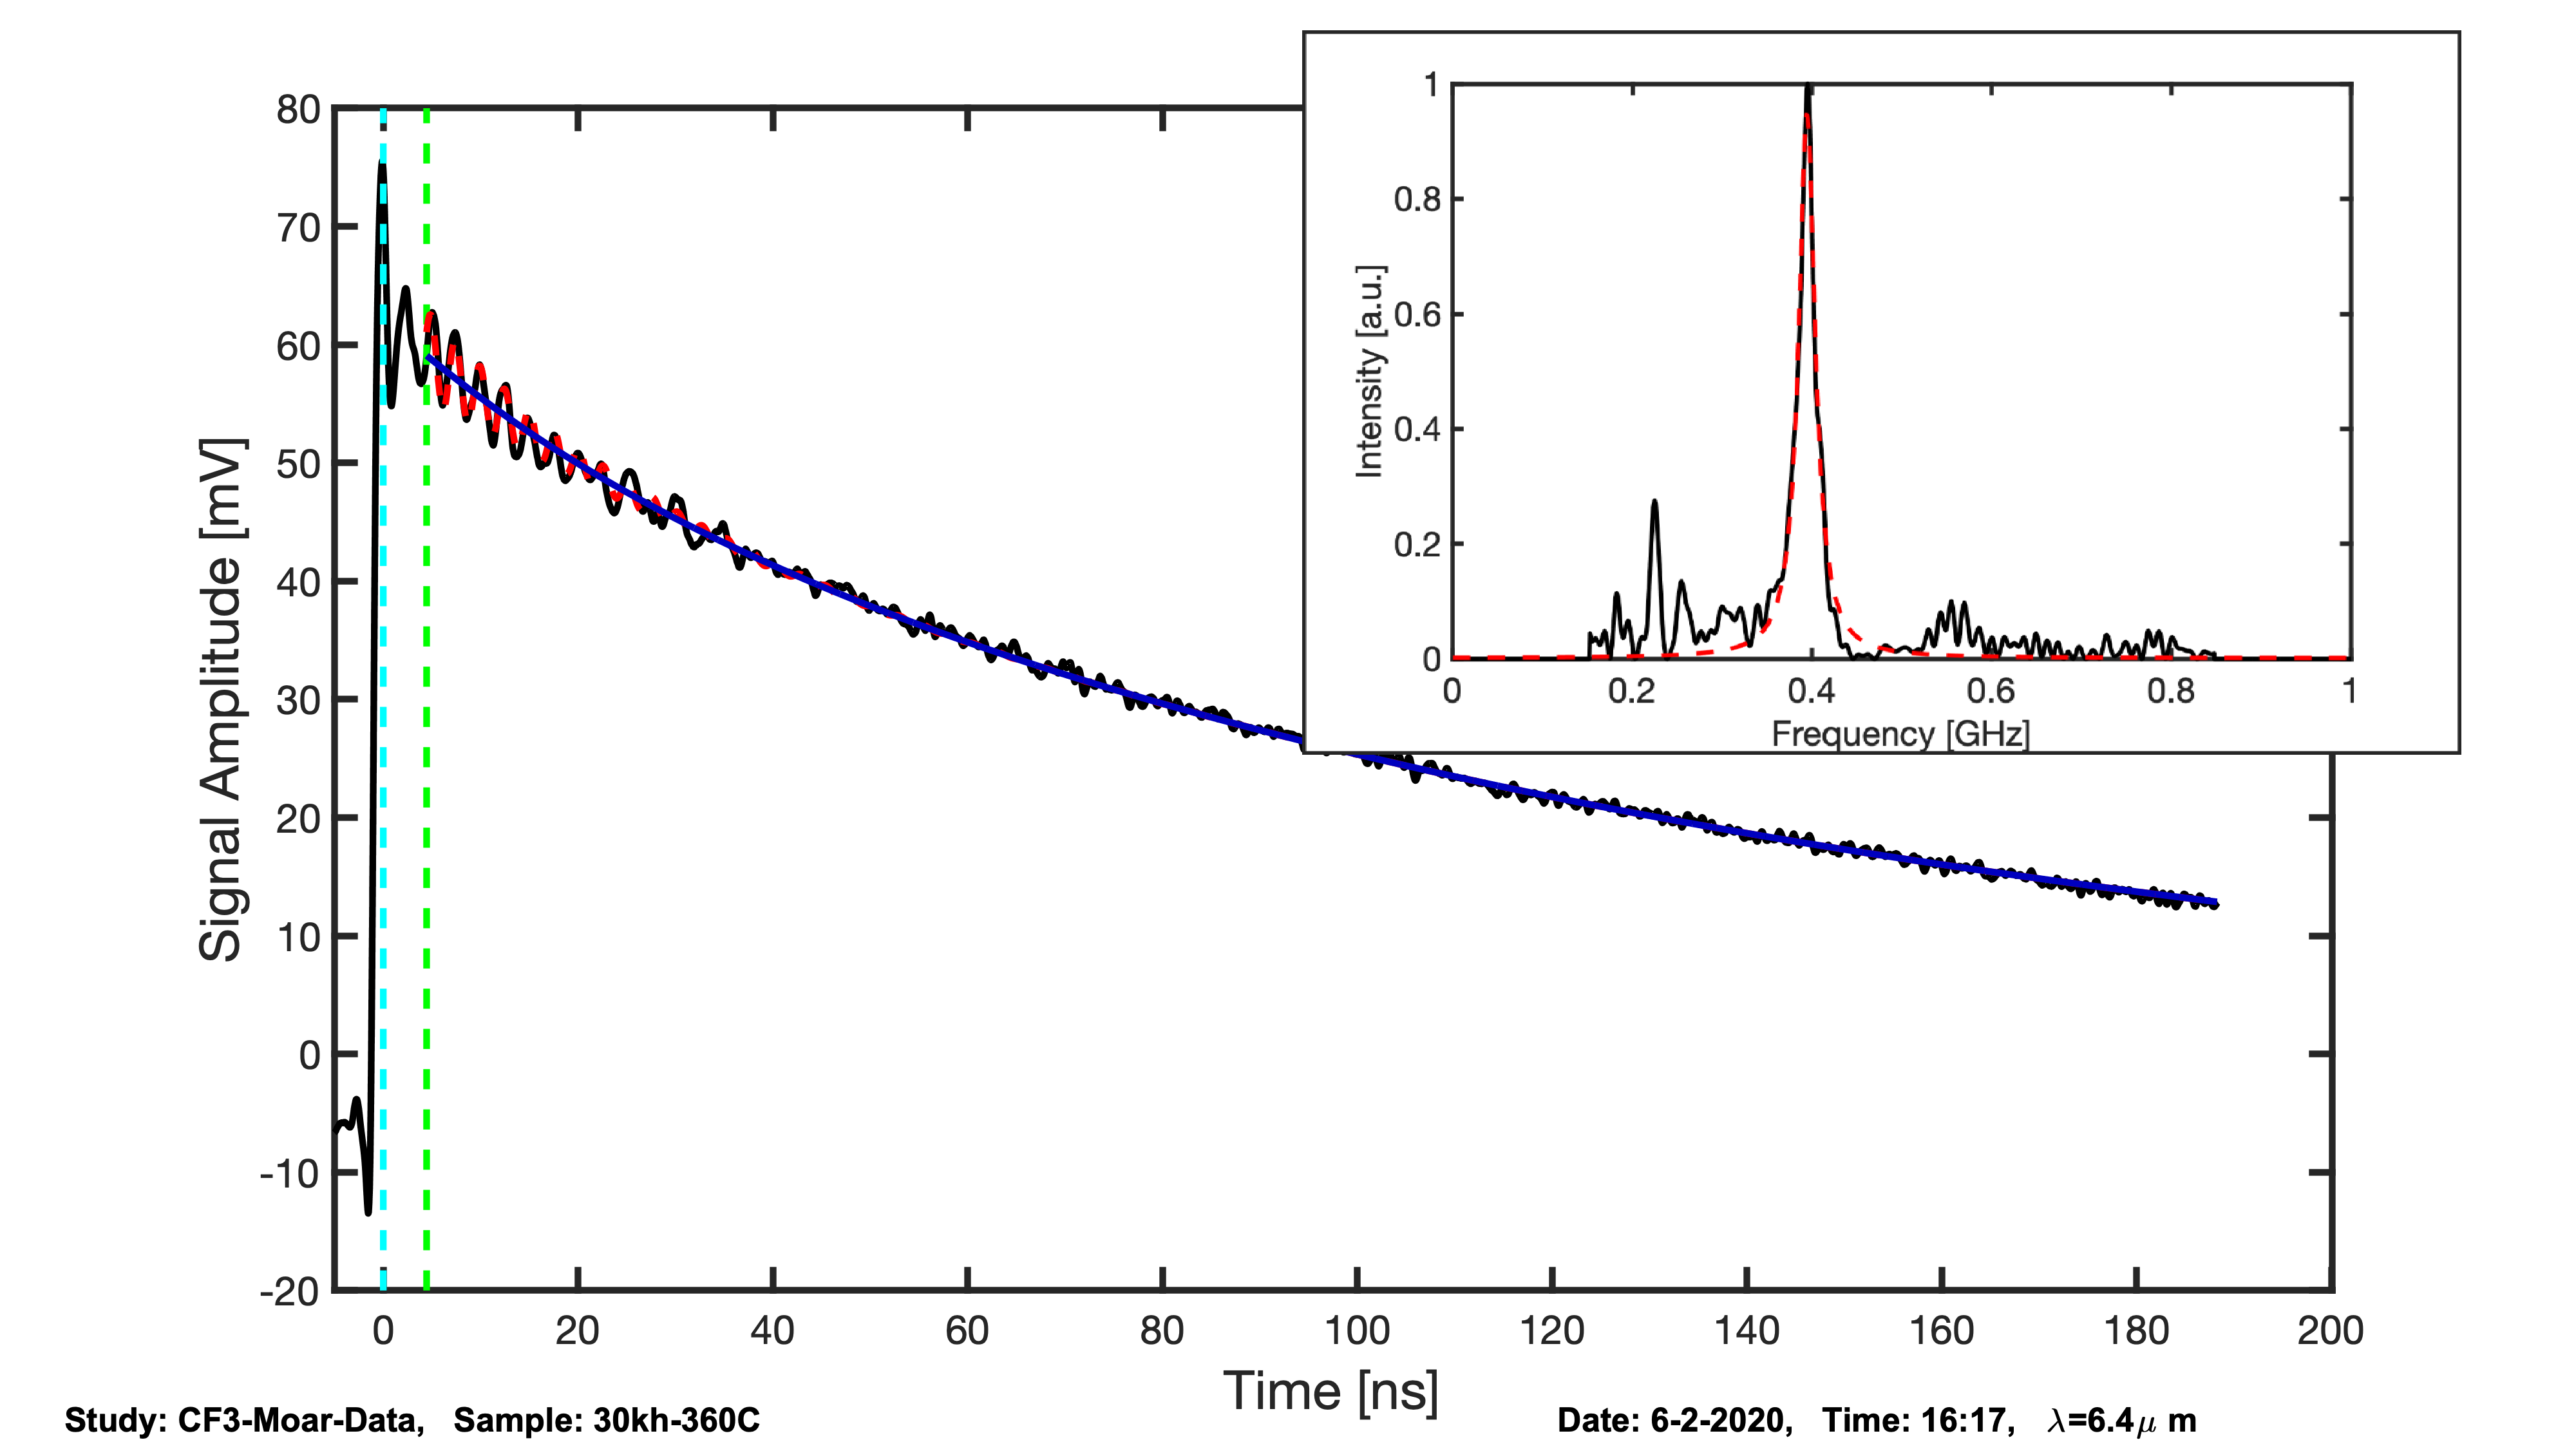 1
0.8
0.6
0.4
0.2
0
Intensity [a.u.]
0 0.2 0.4 0.6 0.8 1
Frequency [GHz]
80
70
60
50
40
30
20
10
0
-10
-20
Signal Amplitude [mV]
0 20 40 60 80 100 120 140 160 180 200
Time [ns]
Study: CF3-Moar-Data, Sample: 30kh-360C
Date: 6-2-2020, Time: 16:17, λ=6.4μ m